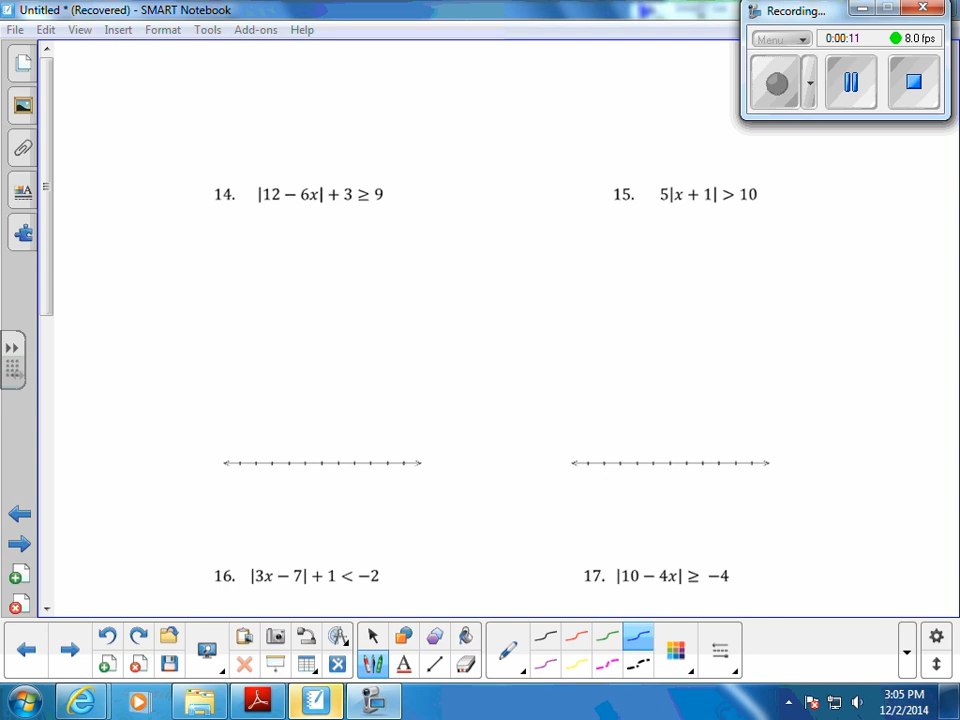 Untitled * (Recovered) - SMART Notebook
File Edit View Insert Format Tools Add-ons Help
Recording...
Menu
0:00:11
8.0 fps
14. |12 − 6x| + 3 ≥ 9
15. 5|x + 1| > 10
16. |3x − 7| + 1 < −2
17. |10 − 4x| ≥ −4
3:05 PM
12/2/2014